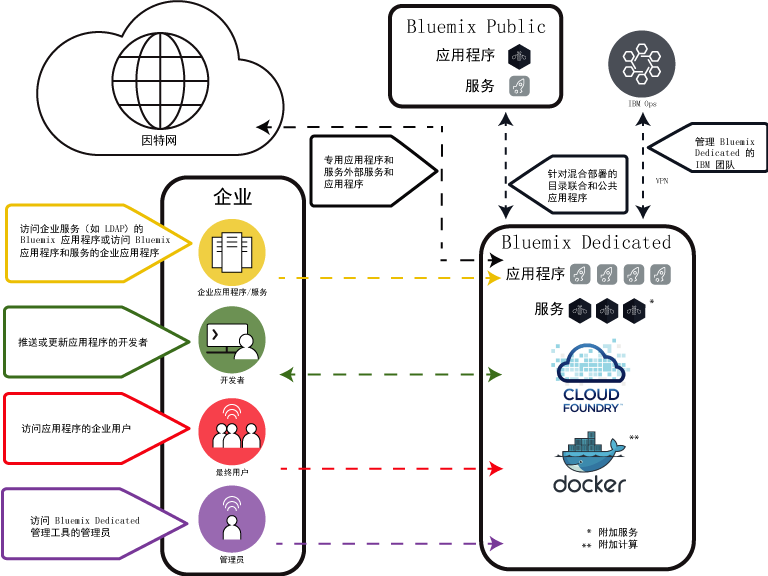 Bluemix Public
应用程序
服务
IBM Ops
因特网
专用应用程序和
服务外部服务和
应用程序
针对混合部署的
目录联合和公共
应用程序
管理 Bluemix
Dedicated 的
IBM 团队
VPN
企业
访问企业服务（如 LDAP）的
Bluemix 应用程序或访问 Bluemix
应用程序和服务的企业应用程序
企业应用程序/服务
推送或更新应用程序的开发者
开发者
访问应用程序的企业用户
最终用户
访问 Bluemix Dedicated
管理工具的管理员
管理员
Bluemix Dedicated
应用程序
服务
*
CLOUD
FOUNDRY™
**
docker
* 附加服务
** 附加计算